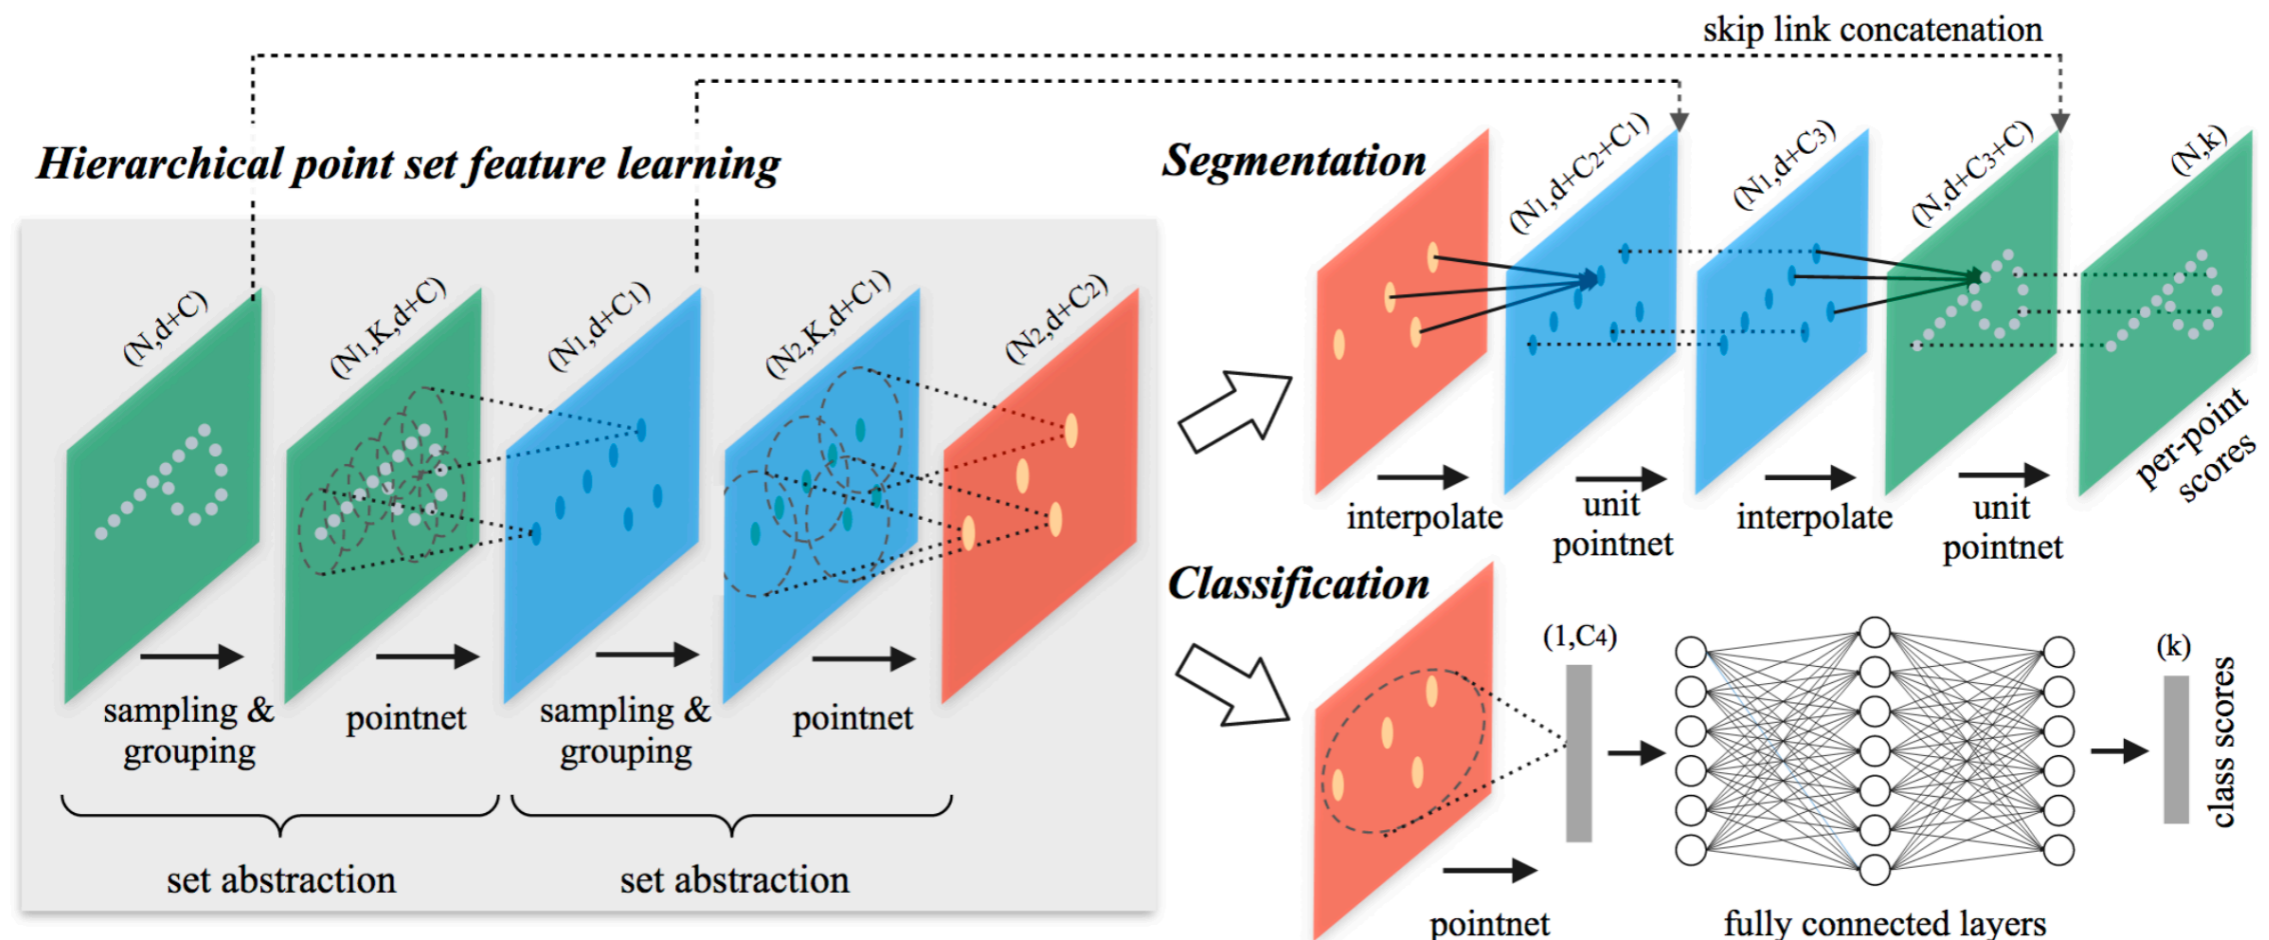 skip link concatenation
Hierarchical point set feature learning
(N,d+C)
(N1,K,d+C)
(N1,d+C1)
(N2,K,d+C1)
(N2,d+C2)
sampling &
grouping
pointnet
sampling &
grouping
pointnet
set abstraction
set abstraction
Segmentation
(N1,d+C2+C1)
(N1,d+C3)
(N,d+C3+C)
(N,k)
interpolate
unit
pointnet
interpolate
unit
pointnet
per-point
scores
Classification
(1,C4)
(k)
class scores
pointnet
fully connected layers